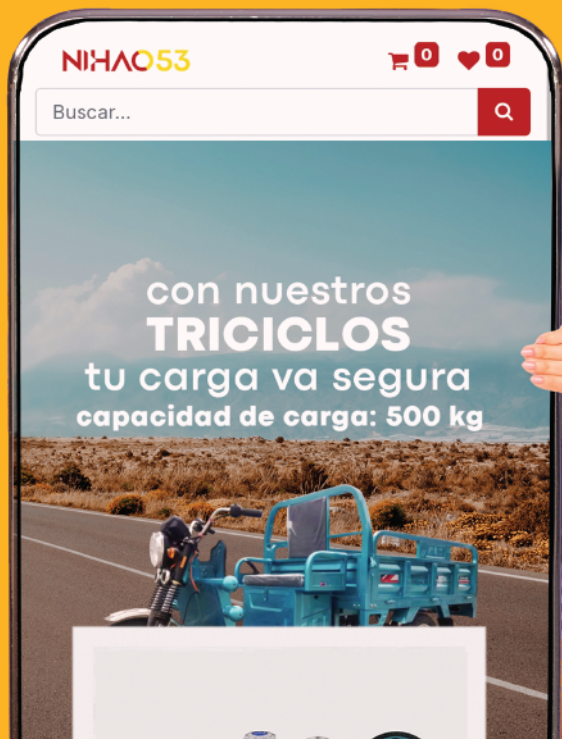 NIHAO53
0
0
Buscar...
con nuestros
TRICICLOS
tu carga va segura
capacidad de carga: 500 kg